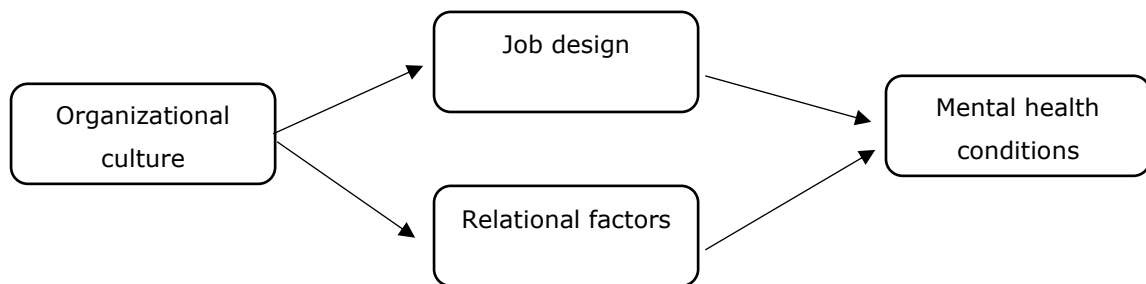 Organizational
culture
Job design
Relational factors
Mental health
conditions